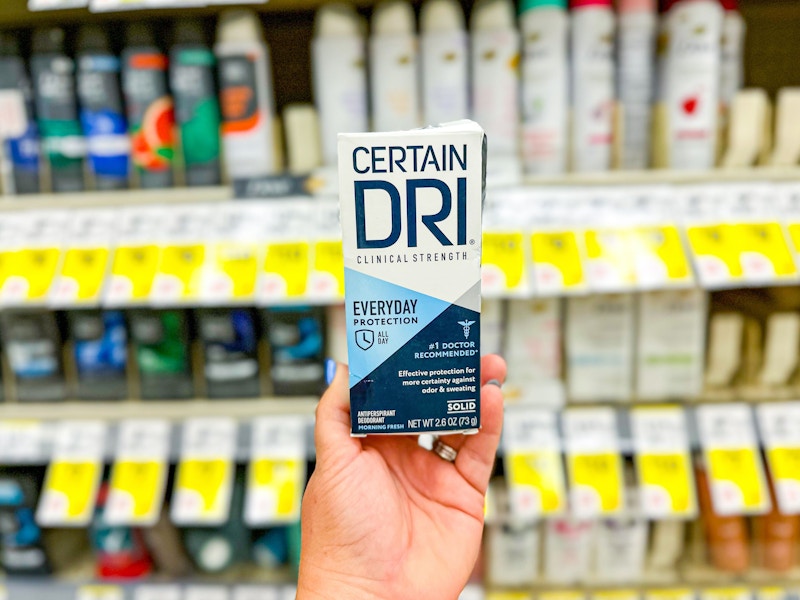 CERTAIN
DRI®
CLINICAL STRENGTH
EVERYDAY
PROTECTION
ALL
DAY
#1 DOCTOR
RECOMMENDED*
Effective protection for
more certainty against
odor & sweating
SOLID
ANTIPERSPIRANT
DEODORANT
MORNING FRESH
NET WT 2.6 OZ (73g)